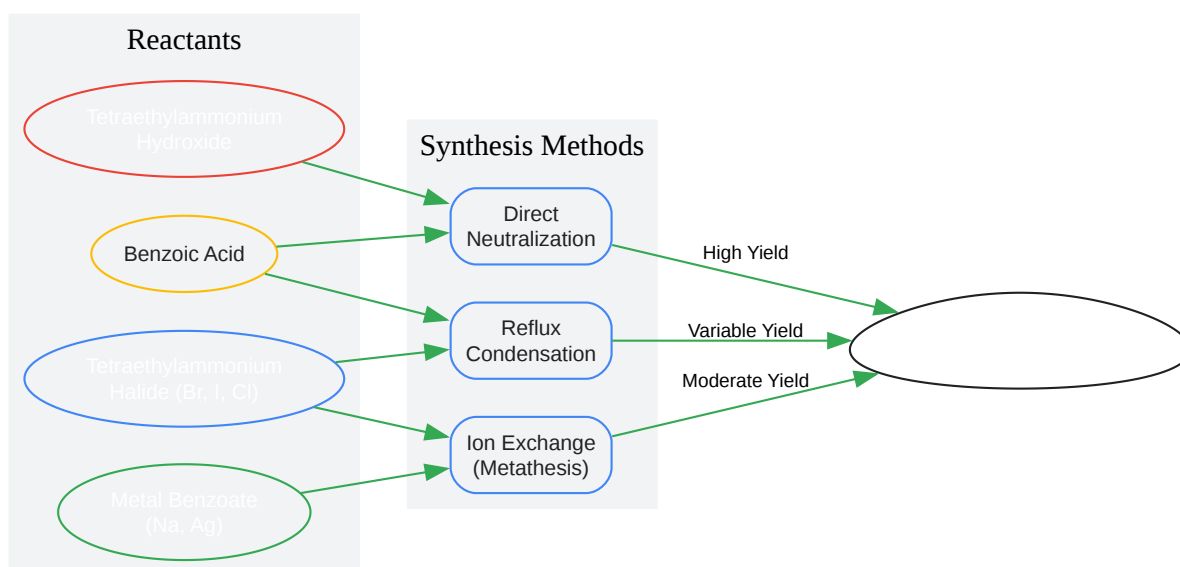 Reactants
Tetraethylammonium
Hydroxide
Benzoic Acid
Tetraethylammonium
Halide (Br, I, Cl)
Metal Benzoate
(Na, Ag)
Synthesis Methods
Direct
Neutralization
Reflux
Condensation
Ion Exchange
(Metathesis)
High Yield
Variable Yield
Moderate Yield